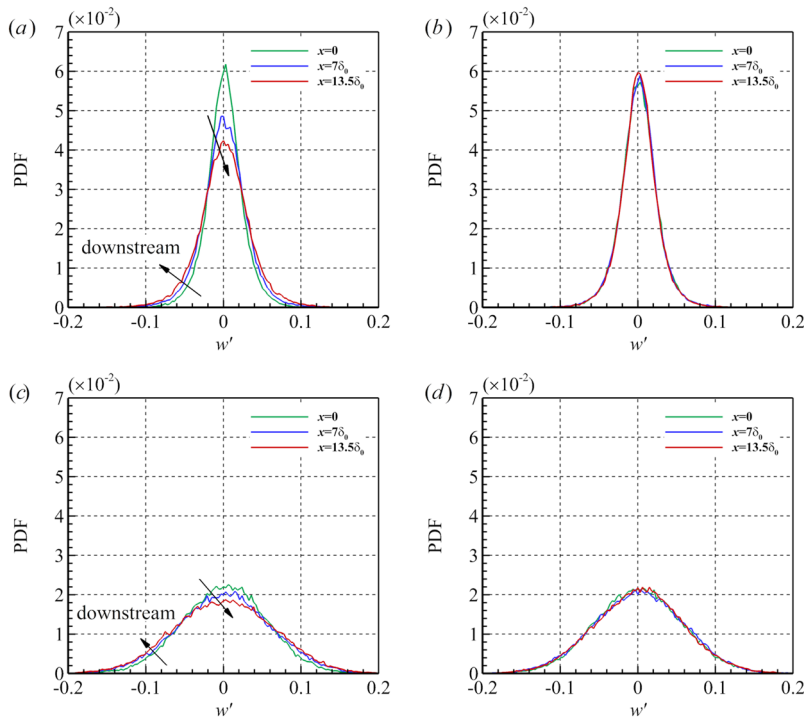 (a) (×10⁻²)
7
6
5
4
3
2
1
0
PDF
x=0
x=7δ₀
x=13.5δ₀
downstream
-0.2 -0.1 0 0.1 0.2
w′
(b) (×10⁻²)
7
6
5
4
3
2
1
0
PDF
x=0
x=7δ₀
x=13.5δ₀
-0.2 -0.1 0 0.1 0.2
w′
(c) (×10⁻²)
7
6
5
4
3
2
1
0
PDF
x=0
x=7δ₀
x=13.5δ₀
downstream
-0.2 -0.1 0 0.1 0.2
w′
(d) (×10⁻²)
7
6
5
4
3
2
1
0
PDF
x=0
x=7δ₀
x=13.5δ₀
-0.2 -0.1 0 0.1 0.2
w′